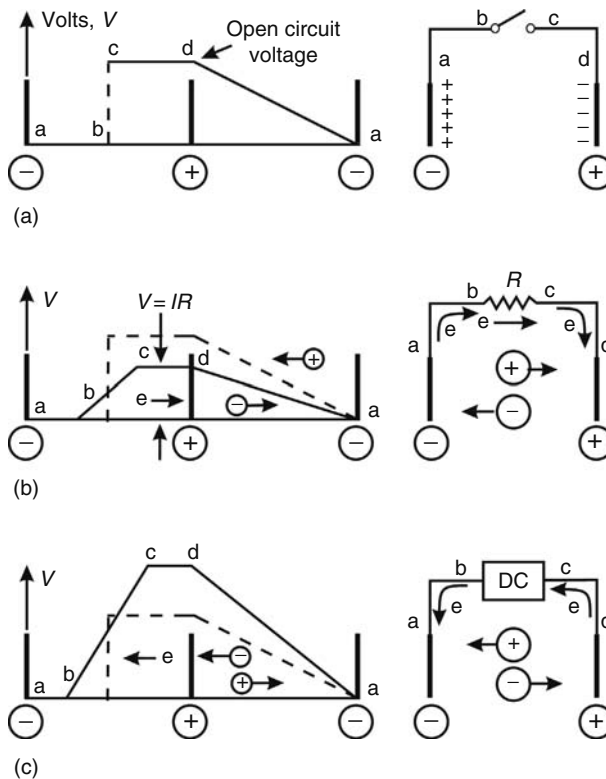 Volts, V
c d Open circuit
voltage
a b a
− + −
b c
a d
+ −
+ −
+ −
+ −
+ −
− +
(a)
V V = IR
c d
b e − +
a a
− + −
R
b c
e e e
a d
+
−
− +
(b)
V
c d
b e − +
a a
− + −
b DC c
e e
a d
+
−
− +
(c)